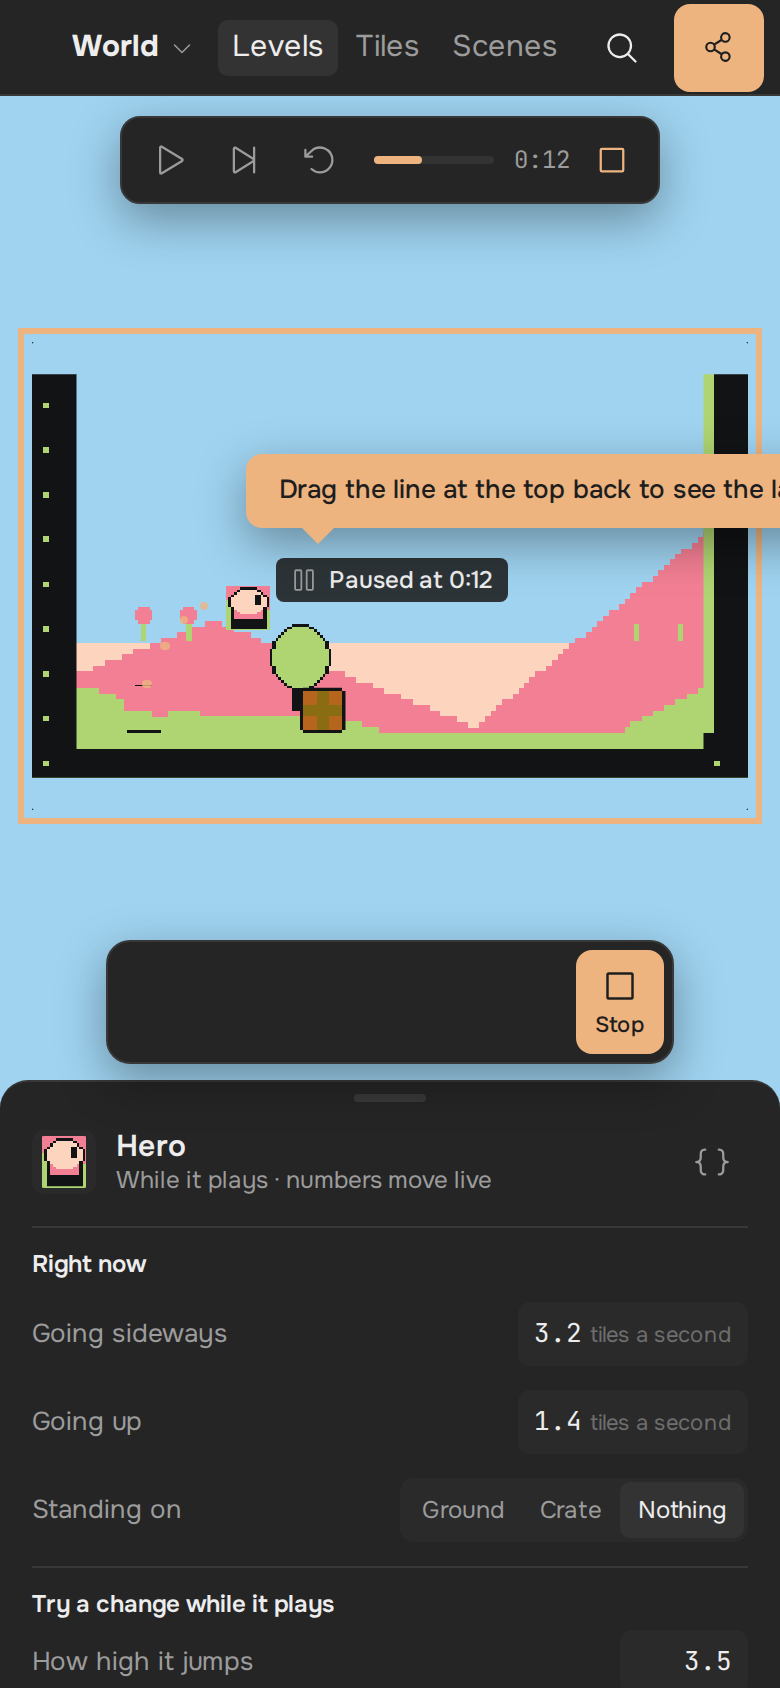 World
Levels
Tiles
Scenes
0:12
Drag the line at the top back to see the
Paused at 0:12
Stop
Hero
While it plays · numbers move live
{ }
Right now
Going sideways
3.2 tiles a second
Going up
1.4 tiles a second
Standing on
Ground
Crate
Nothing
Try a change while it plays
How high it jumps
3.5